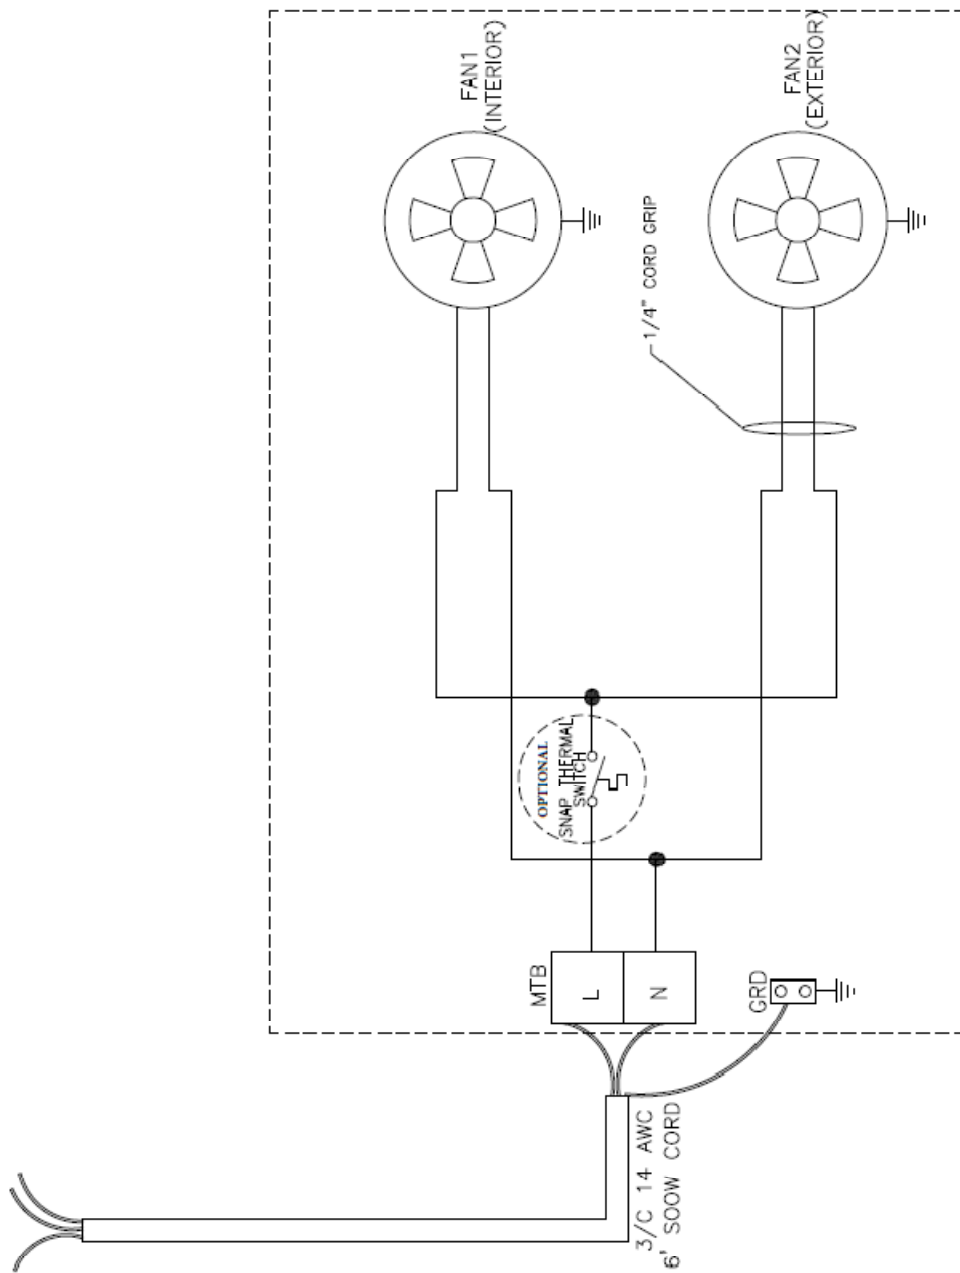 FAN1
(INTERIOR)
FAN2
(EXTERIOR)
1/4" CORD GRIP
OPTIONAL
SNAP THERMAL
SWITCH
MTB
L
N
GRD
3/C 14 AWC
6' SOOW CORD